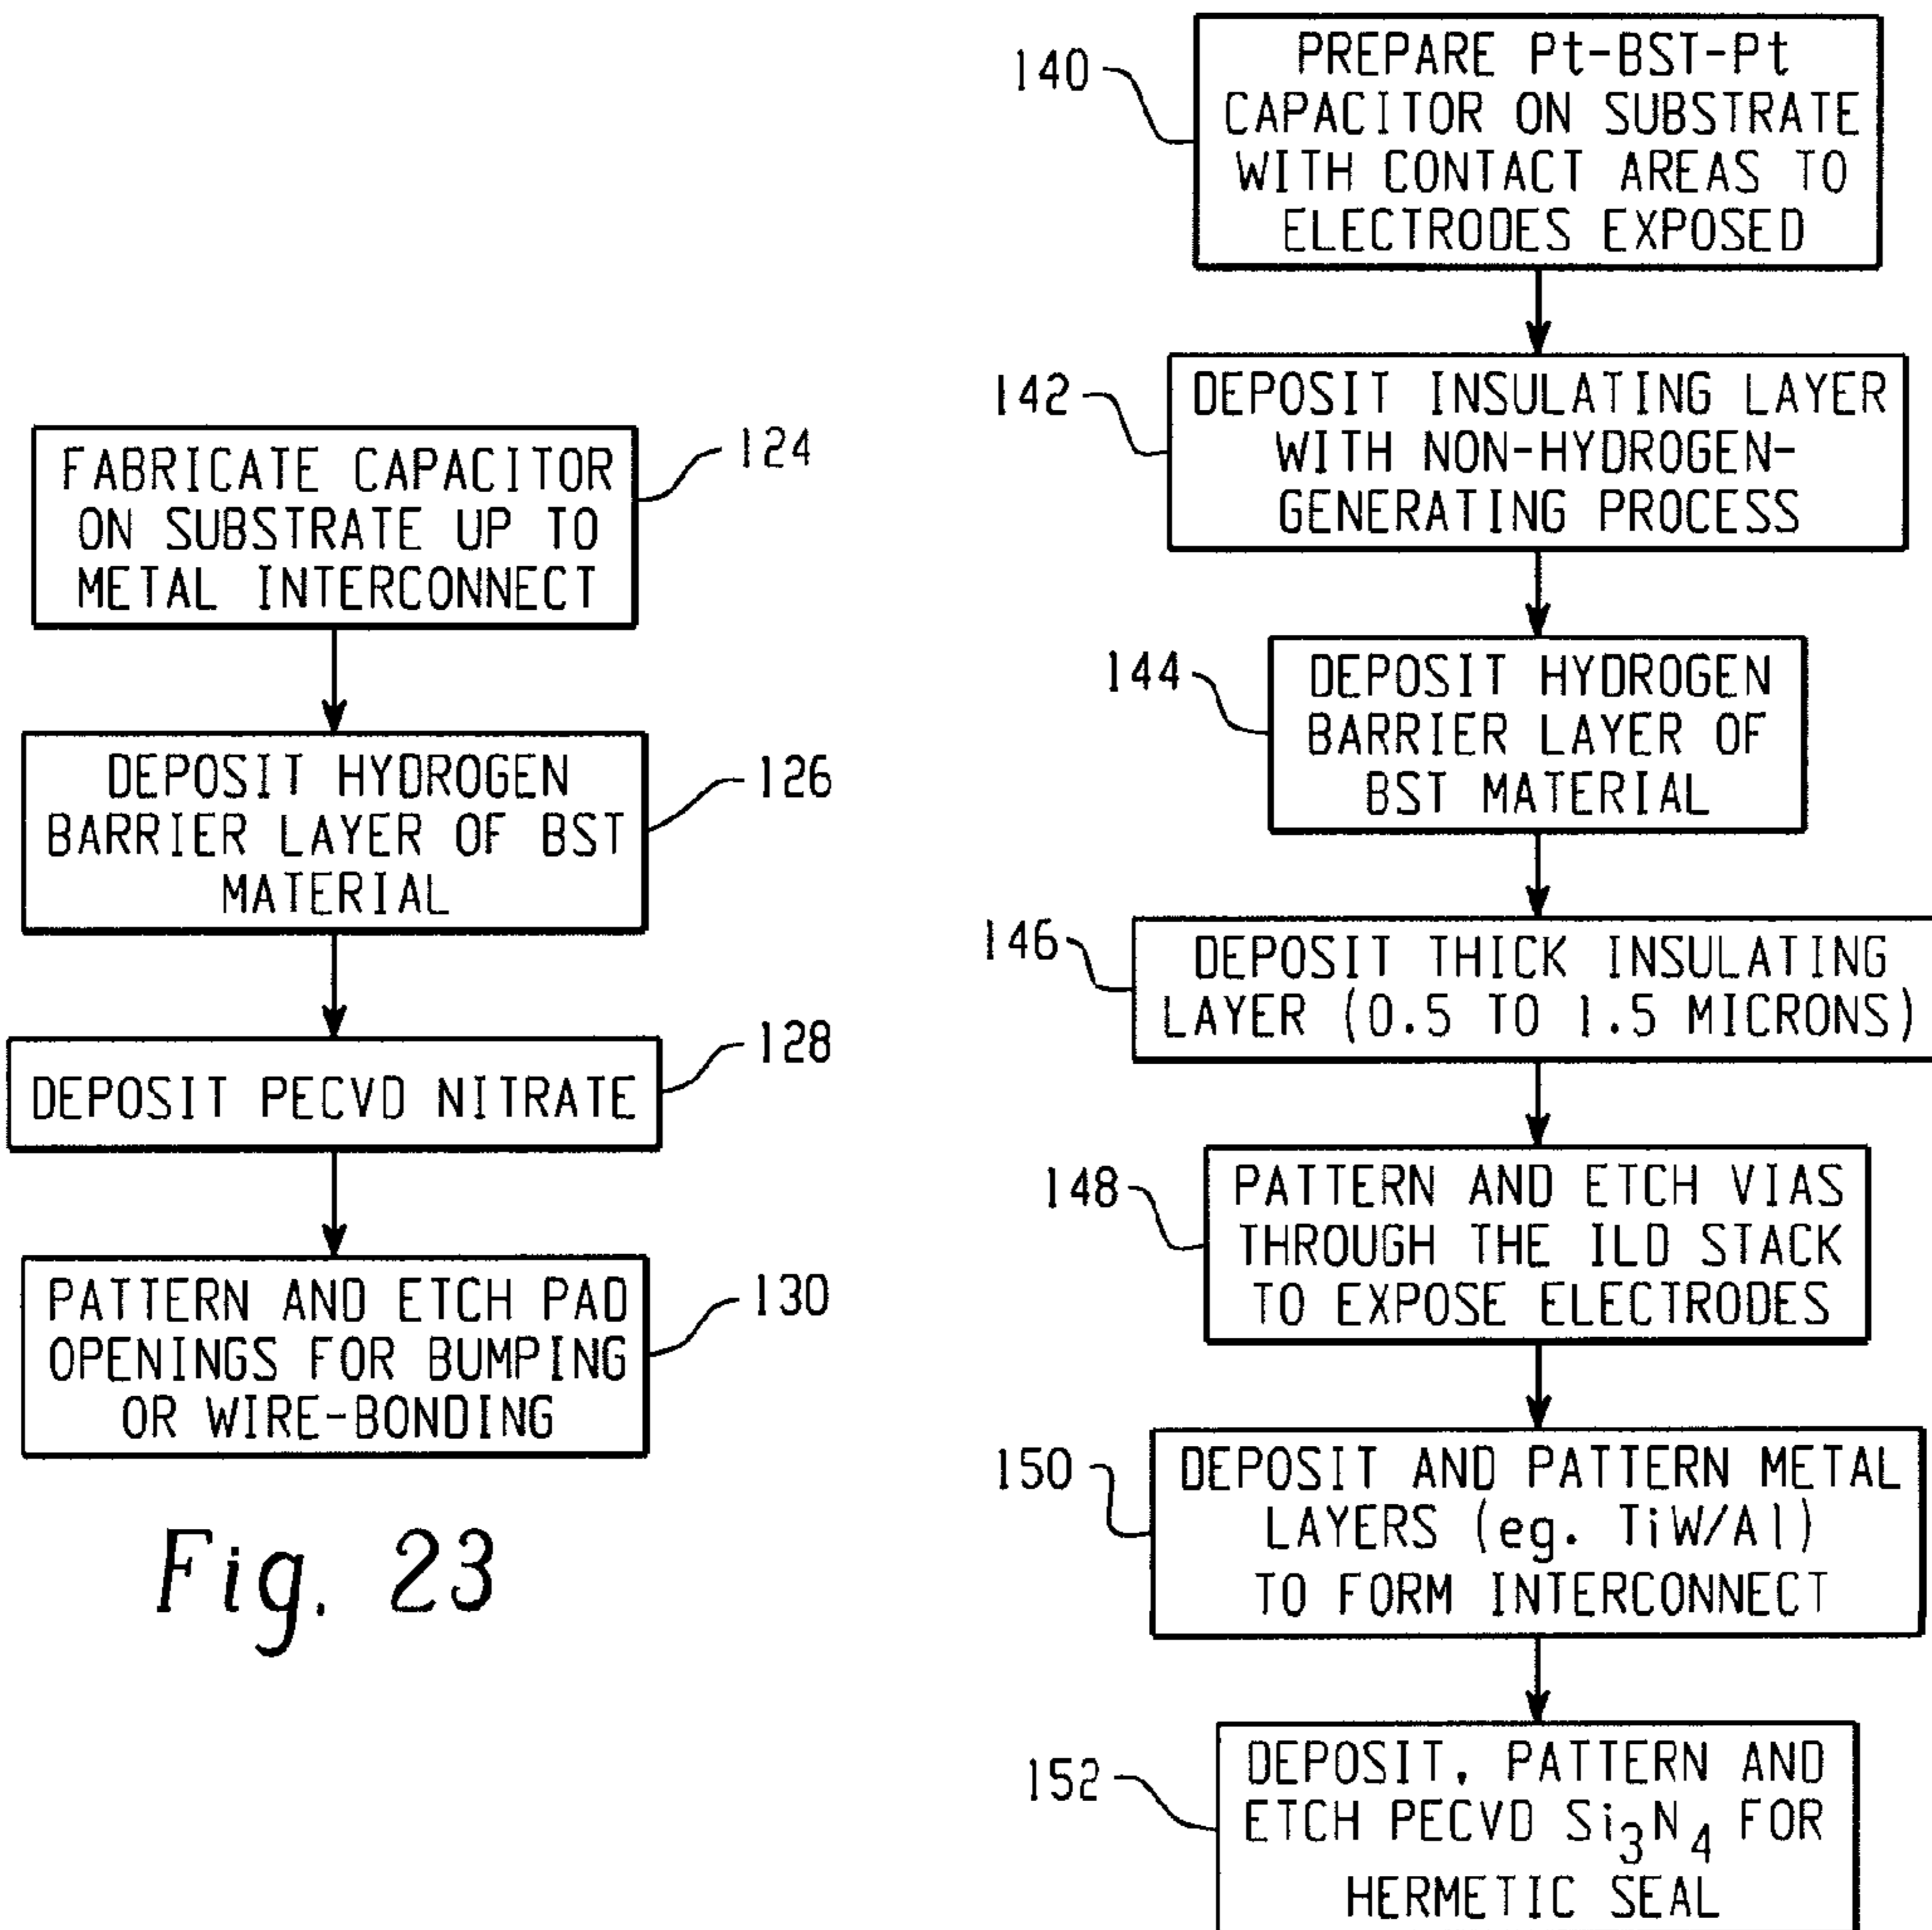 FABRICATE CAPACITOR
ON SUBSTRATE UP TO
METAL INTERCONNECT
124
DEPOSIT HYDROGEN
BARRIER LAYER OF BST
MATERIAL
126
DEPOSIT PECVD NITRATE
128
PATTERN AND ETCH PAD
OPENINGS FOR BUMPING
OR WIRE-BONDING
130
Fig. 23
140
PREPARE Pt-BST-Pt
CAPACITOR ON SUBSTRATE
WITH CONTACT AREAS TO
ELECTRODES EXPOSED
142
DEPOSIT INSULATING LAYER
WITH NON-HYDROGEN-
GENERATING PROCESS
144
DEPOSIT HYDROGEN
BARRIER LAYER OF
BST MATERIAL
146
DEPOSIT THICK INSULATING
LAYER (0.5 TO 1.5 MICRONS)
148
PATTERN AND ETCH VIAS
THROUGH THE ILD STACK
TO EXPOSE ELECTRODES
150
DEPOSIT AND PATTERN METAL
LAYERS (eg. TiW/Al)
TO FORM INTERCONNECT
152
DEPOSIT, PATTERN AND
ETCH PECVD Si₃N₄ FOR
HERMETIC SEAL